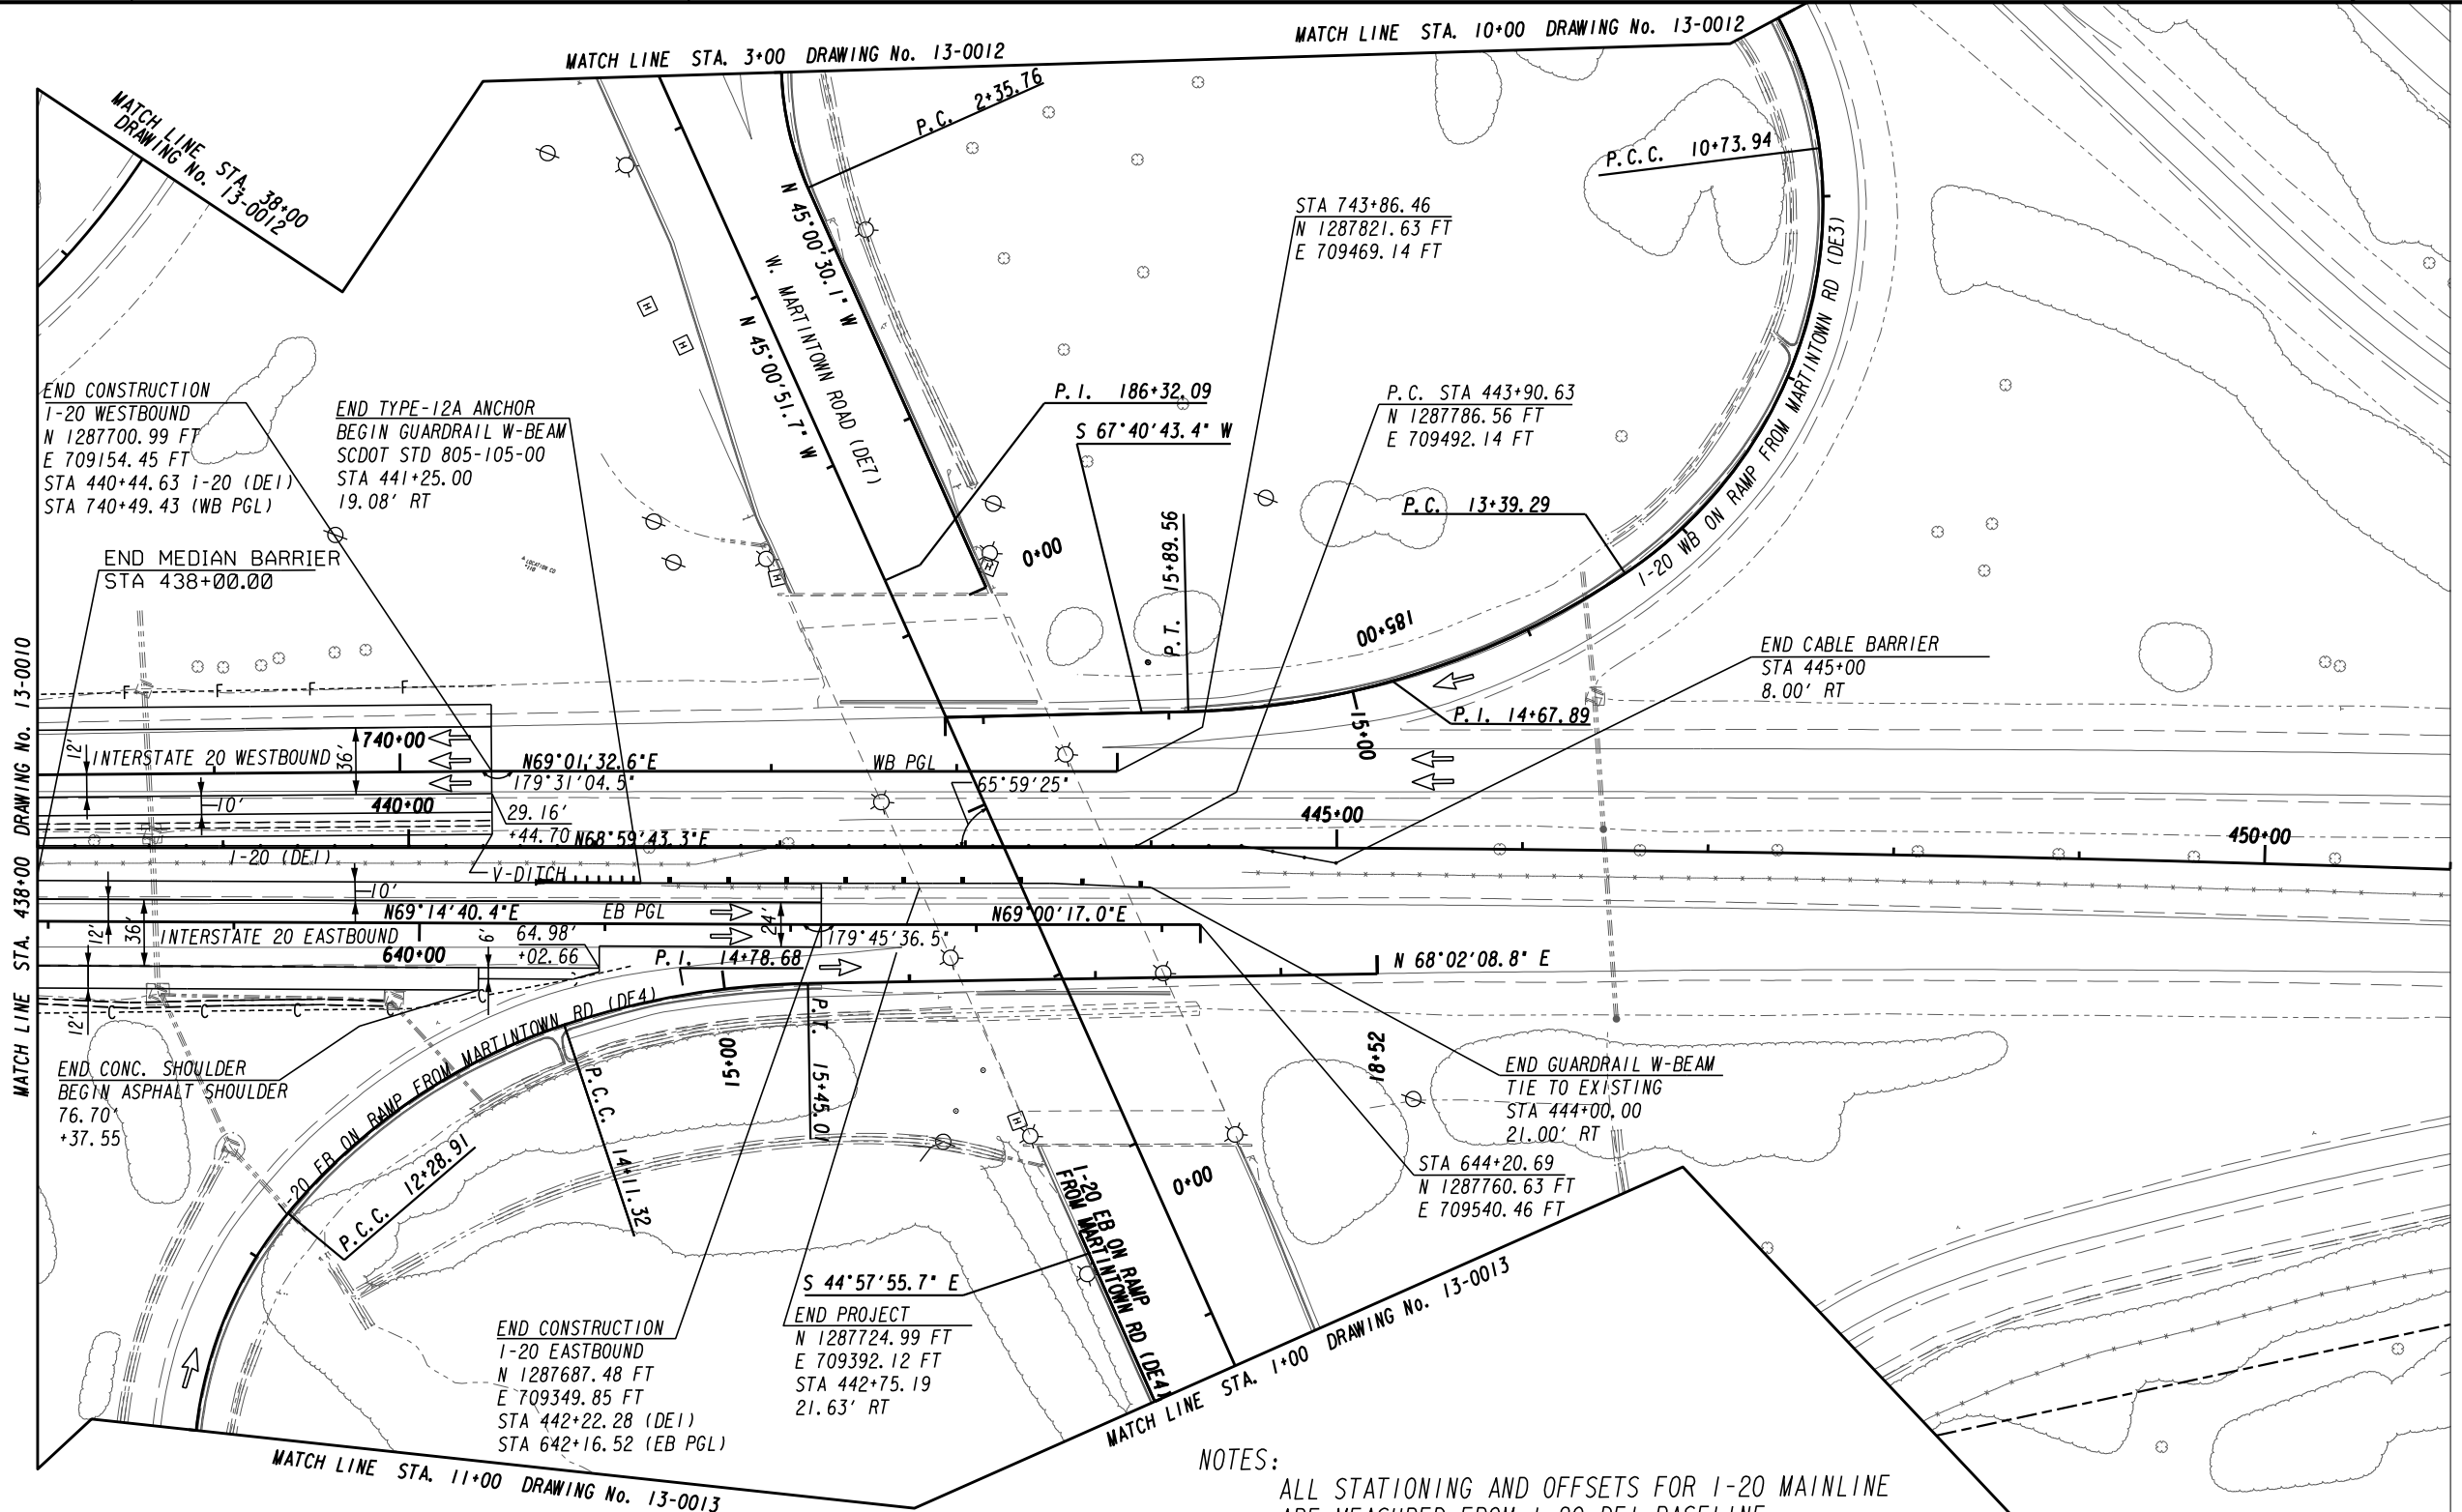 MATCH LINE STA. 3+00 DRAWING No. 13-0012
MATCH LINE STA. 10+00 DRAWING No. 13-0012
MATCH LINE STA. 38+00
DRAWING No. 13-0012
P.C. 2+35.76
P.C.C. 10+73.94
N 45°00'30.1" W
W. MARTINTOWN ROAD (DE7)
N 45°00'51.7" W
STA 743+86.46
N 1287821.63 FT
E 709469.14 FT
I-20 WB ON RAMP FROM MARTINTOWN RD (DE3)
END CONSTRUCTION
I-20 WESTBOUND
N 1287700.99 FT
E 709154.45 FT
STA 440+44.63 I-20 (DE1)
STA 740+49.43 (WB PGL)
END TYPE-12A ANCHOR
BEGIN GUARDRAIL W-BEAM
SCDOT STD 805-105-00
STA 441+25.00
19.08' RT
P.I. 186+32.09
S 67°40'43.4" W
P.C. STA 443+90.63
N 1287786.56 FT
E 709492.14 FT
P.C. 13+39.29
END MEDIAN BARRIER
STA 438+00.00
0+00
P.T. 15+89.56
185+00
END CABLE BARRIER
STA 445+00
8.00' RT
MATCH LINE STA. 438+00 DRAWING No. 13-0010
F F F F
P.I. 14+67.89
15+00
12'
INTERSTATE 20 WESTBOUND
740+00
36'
N69°01'32.6"E
WB PGL
179°31'04.5"
65°59'25"
10'
440+00
29.16'
+44.70
N68°59'43.3"E
445+00
450+00
I-20 (DE1)
V-DITCH
10'
N69°14'40.4"E
EB PGL
24'
N69°00'17.0"E
12'
36'
INTERSTATE 20 EASTBOUND
640+00
6'
64.98'
+02.66
179°45'36.5"
P.I. 14+78.68
N 68°02'08.8" E
12'
C C C C C
END CONC. SHOULDER
BEGIN ASPHALT SHOULDER
76.70'
+37.55
I-20 EB ON RAMP FROM MARTINTOWN RD (DE4)
15+00
P.T. 15+45.01
P.C.C. 14+11.32
P.C.C. 12+28.91
18+52
0+00
END GUARDRAIL W-BEAM
TIE TO EXISTING
STA 444+00.00
21.00' RT
STA 644+20.69
N 1287760.63 FT
E 709540.46 FT
I-20 EB ON RAMP
FROM MARTINTOWN RD (DE4)
S 44°57'55.7" E
END CONSTRUCTION
I-20 EASTBOUND
N 1287687.48 FT
E 709349.85 FT
STA 442+22.28 (DE1)
STA 642+16.52 (EB PGL)
END PROJECT
N 1287724.99 FT
E 709392.12 FT
STA 442+75.19
21.63' RT
MATCH LINE STA. 1+00 DRAWING No. 13-0013
MATCH LINE STA. 11+00 DRAWING No. 13-0013
NOTES:
ALL STATIONING AND OFFSETS FOR I-20 MAINLINE
ARE MEASURED FROM I-20 DE1 BASELINE